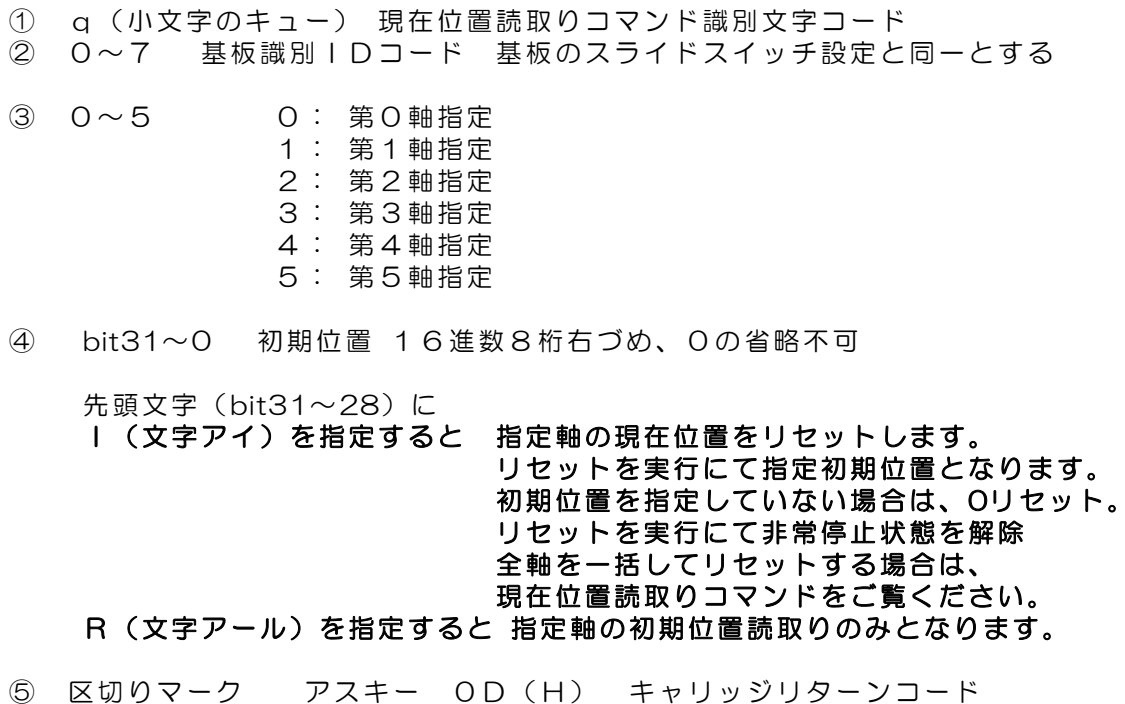 ① ｑ（小文字のキュー） 現在位置読取りコマンド識別文字コード
② ０～７ 基板識別ＩＤコード 基板のスライドスイッチ設定と同一とする
③ ０～５ ０： 第０軸指定
１： 第１軸指定
２： 第２軸指定
３： 第３軸指定
４： 第４軸指定
５： 第５軸指定
④ bit31～0 初期位置 １６進数８桁右づめ、０の省略不可
先頭文字（bit31～28）に
Ｉ（文字アイ）を指定すると 指定軸の現在位置をリセットします。
リセットを実行にて指定初期位置となります。
初期位置を指定していない場合は、0リセット。
リセットを実行にて非常停止状態を解除
全軸を一括してリセットする場合は、
現在位置読取りコマンドをご覧ください。
Ｒ（文字アール）を指定すると 指定軸の初期位置読取りのみとなります。
⑤ 区切りマーク アスキー ０Ｄ（Ｈ） キャリッジリターンコード